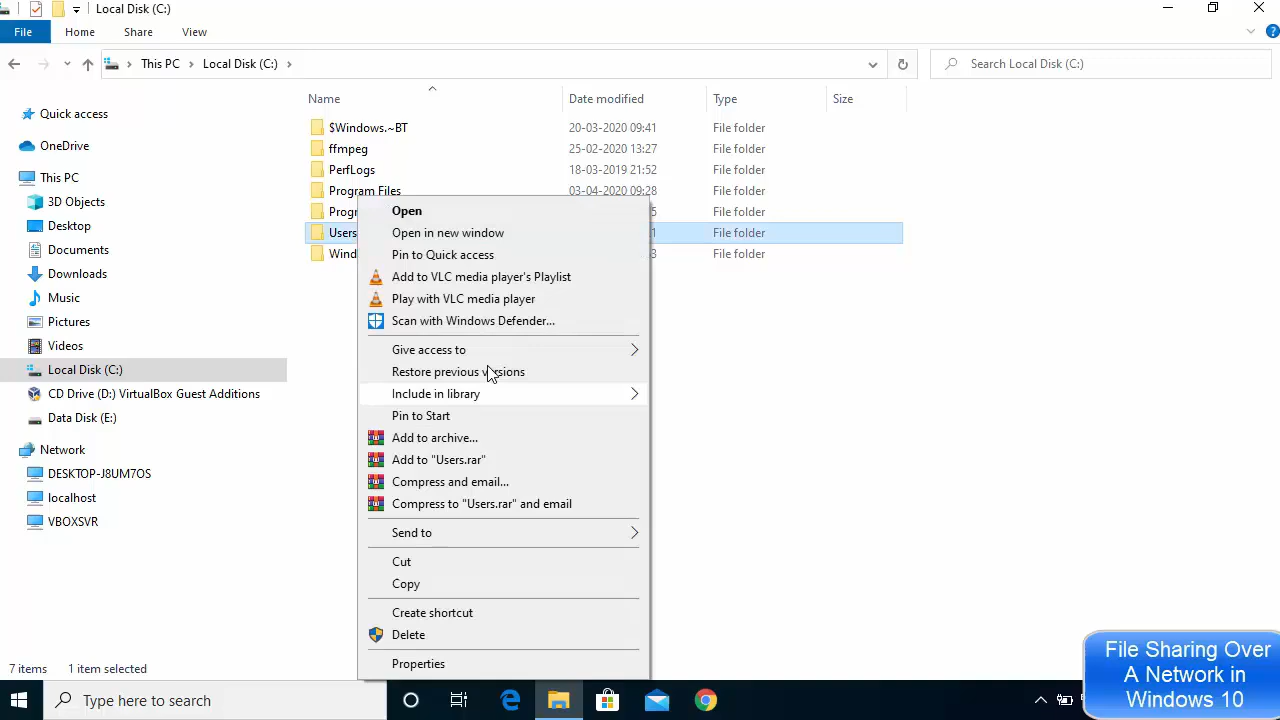 Local Disk (C:)
File Home Share View
This PC Local Disk (C:)
Search Local Disk (C:)
Name Date modified Type Size
Quick access
OneDrive
This PC
3D Objects
Desktop
Documents
Downloads
Music
Pictures
Videos
Local Disk (C:)
CD Drive (D:) VirtualBox Guest Additions
Data Disk (E:)
Network
DESKTOP-J8UM7OS
localhost
VBOXSVR
$Windows.~BT 20-03-2020 09:41 File folder
ffmpeg 25-02-2020 13:27 File folder
PerfLogs 18-03-2019 21:52 File folder
Program Files 03-04-2020 09:28 File folder
File folder
Users File folder
File folder
Open
Open in new window
Pin to Quick access
Add to VLC media player's Playlist
Play with VLC media player
Scan with Windows Defender...
Give access to
Restore previous versions
Include in library
Pin to Start
Add to archive...
Add to "Users.rar"
Compress and email...
Compress to "Users.rar" and email
Send to
Cut
Copy
Create shortcut
Delete
Properties
7 items 1 item selected
Type here to search
File Sharing Over
A Network in
Windows 10